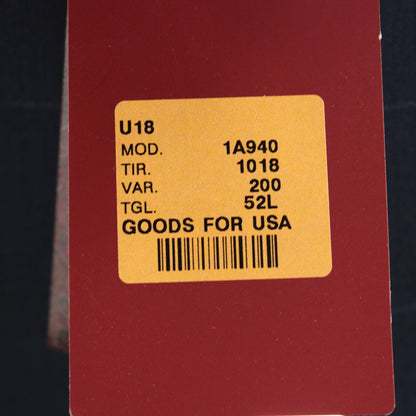 U18
MOD. 1A940
TIR. 1018
VAR. 200
TGL. 52L
GOODS FOR USA